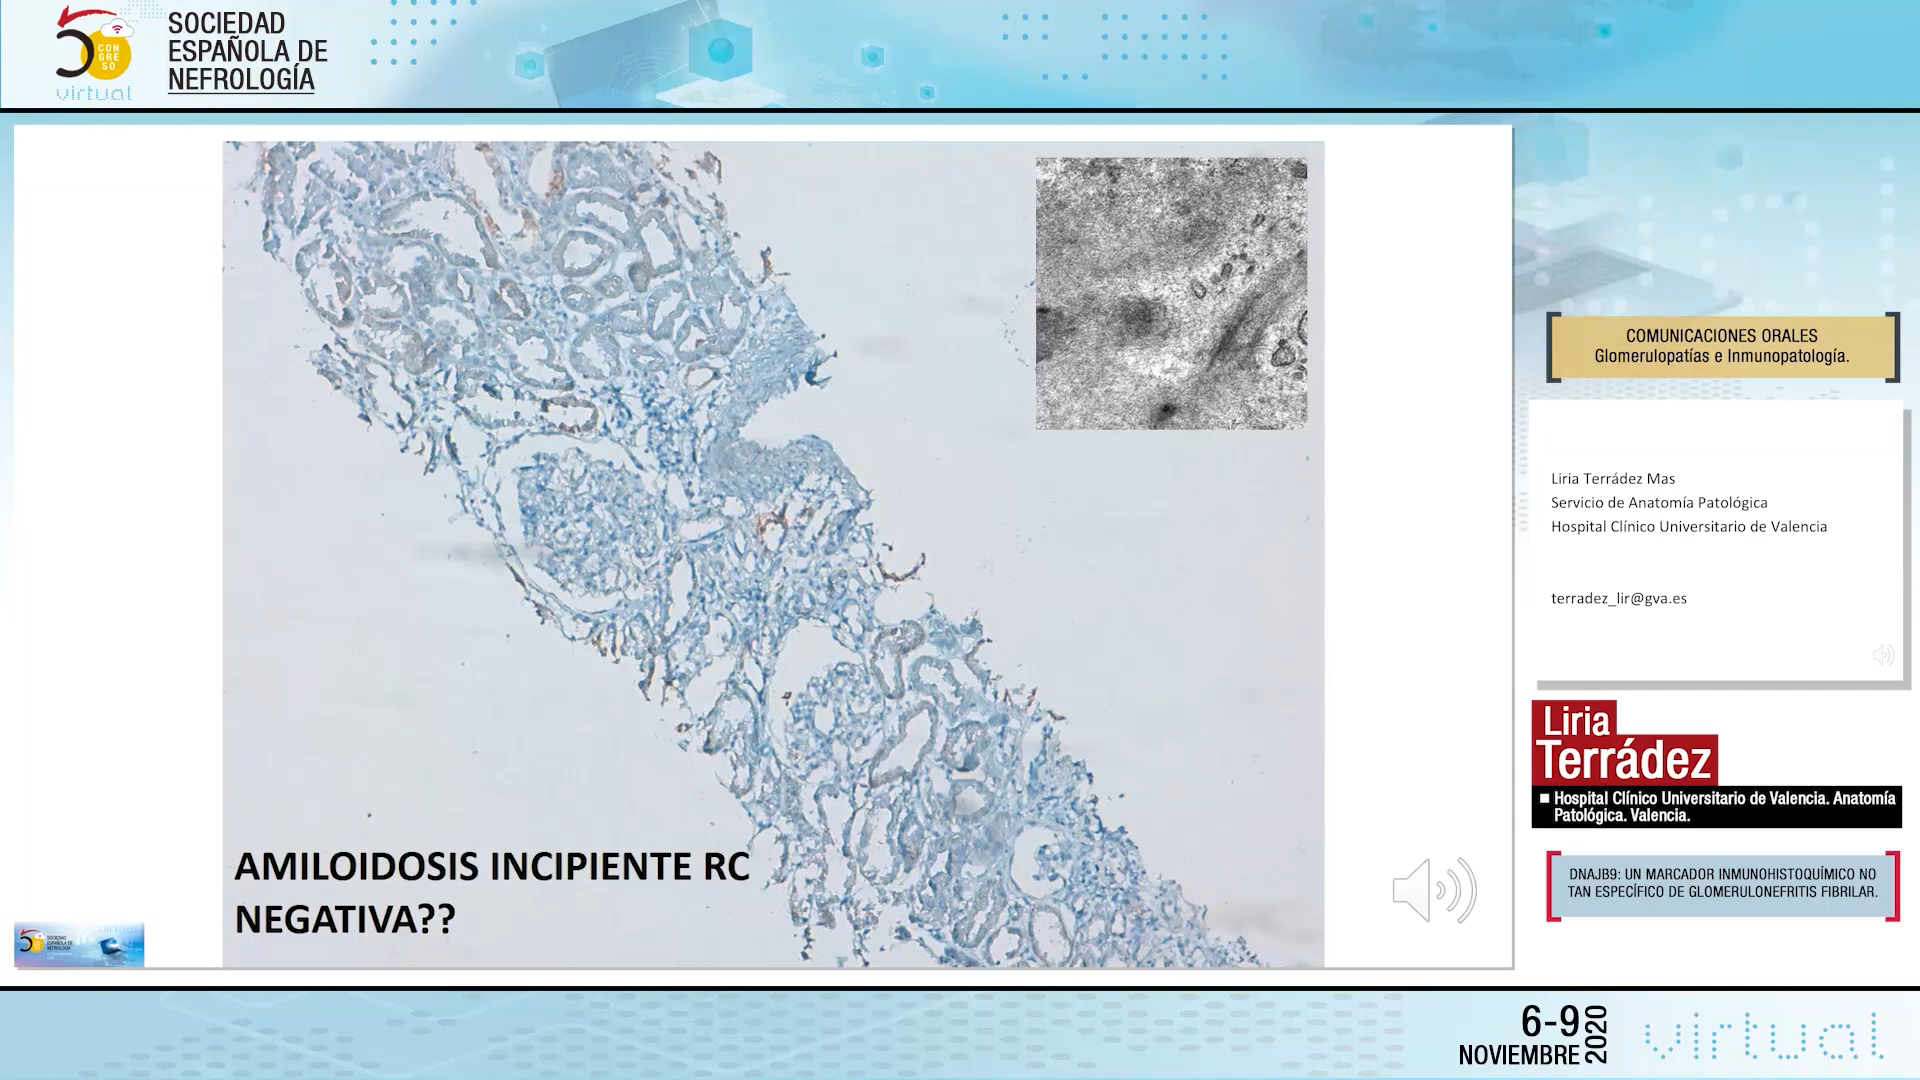 CON
GRE
SO
virtual
SOCIEDAD
ESPAÑOLA DE
NEFROLOGÍA
AMILOIDOSIS INCIPIENTE RC
NEGATIVA??
COMUNICACIONES ORALES
Glomerulopatías e Inmunopatología.
Liria Terrádez Mas
Servicio de Anatomía Patológica
Hospital Clínico Universitario de Valencia
terradez_lir@gva.es
Liria
Terrádez
Hospital Clínico Universitario de Valencia. Anatomía
Patológica. Valencia.
DNAJB9: UN MARCADOR INMUNOHISTOQUÍMICO NO
TAN ESPECÍFICO DE GLOMERULONEFRITIS FIBRILAR.
6-9
NOVIEMBRE
2020
virtual